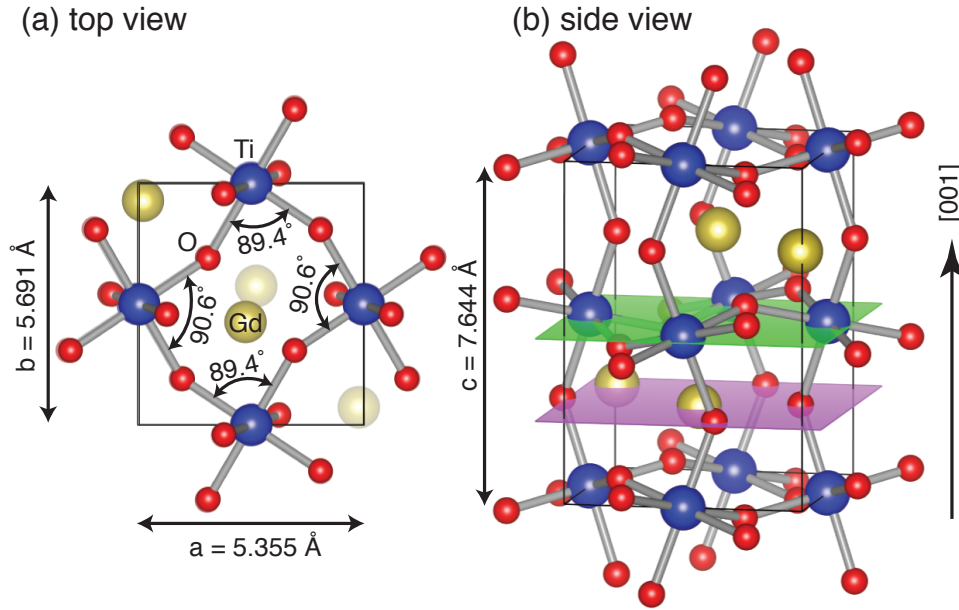 (a) top view
(b) side view
Ti
O
89.4°
90.6°
90.6°
Gd
89.4°
b = 5.691 Å
a = 5.355 Å
c = 7.644 Å
[001]